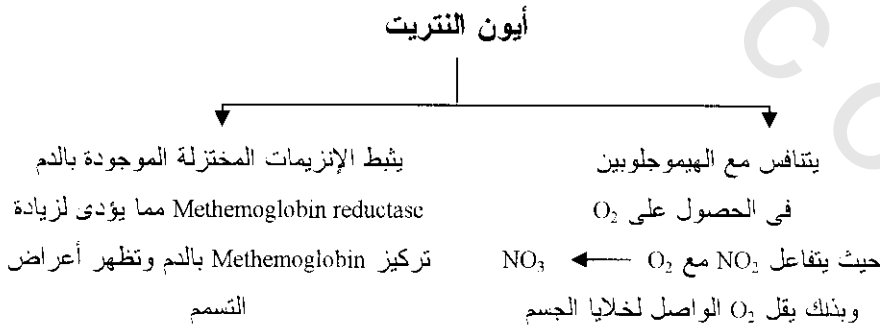 أيون النتريت
يتنافس مع الهيموجلوبين
فى الحصول على O₂
حيث يتفاعل NO₂ مع O₂ ← NO₃
وبذلك يقل O₂ الواصل لخلايا الجسم
يثبط الإنزيمات المختزلة الموجودة بالدم
Methemoglobin reductase مما يؤدى لزيادة
تركيز Methemoglobin بالدم وتظهر أعراض
التسمم